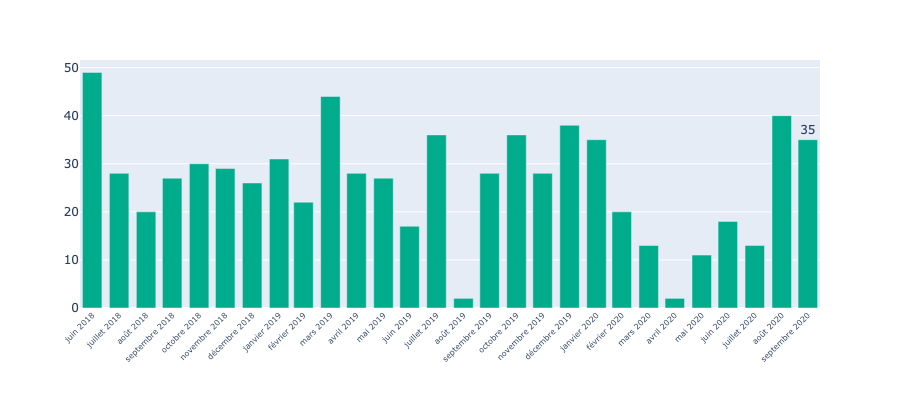 50
40
30
20
10
0
35
juin 2018
juillet 2018
août 2018
septembre 2018
octobre 2018
novembre 2018
décembre 2018
janvier 2019
février 2019
mars 2019
avril 2019
mai 2019
juin 2019
juillet 2019
août 2019
septembre 2019
octobre 2019
novembre 2019
décembre 2019
janvier 2020
février 2020
mars 2020
avril 2020
mai 2020
juin 2020
juillet 2020
août 2020
septembre 2020